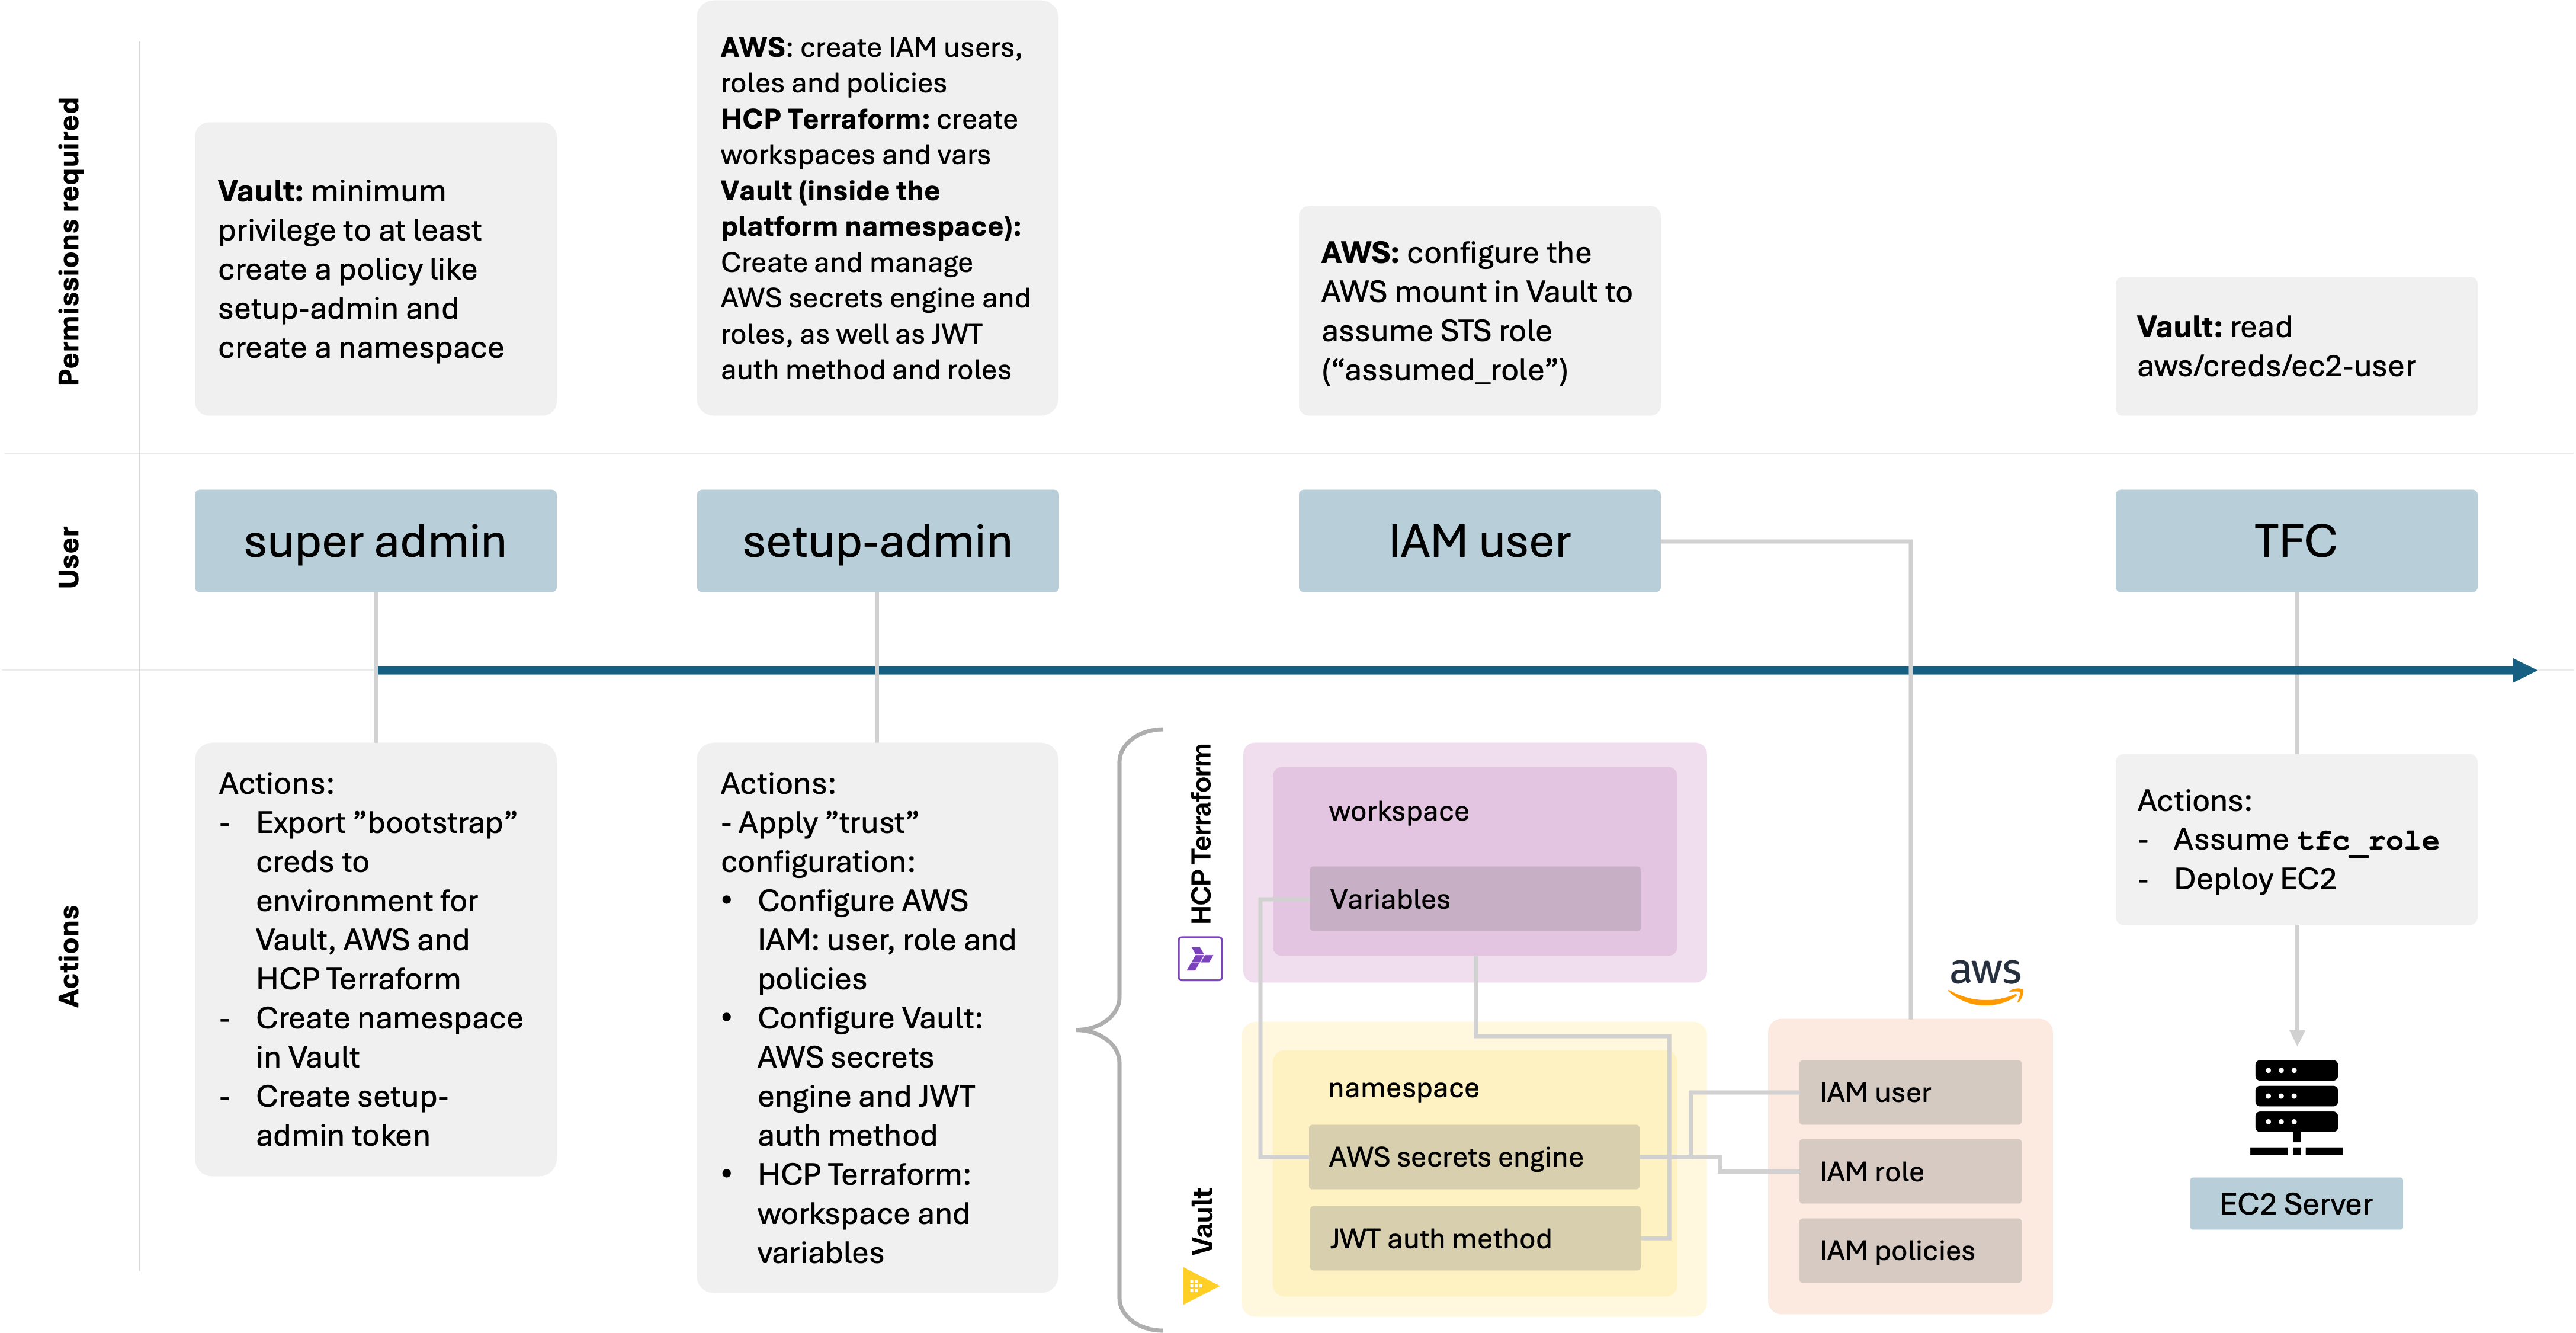 Permissions required
Vault: minimum
privilege to at least
create a policy like
setup-admin and
create a namespace
AWS: create IAM users,
roles and policies
HCP Terraform: create
workspaces and vars
Vault (inside the
platform namespace):
Create and manage
AWS secrets engine and
roles, as well as JWT
auth method and roles
AWS: configure the
AWS mount in Vault to
assume STS role
(“assumed_role”)
Vault: read
aws/creds/ec2-user
User
super admin
setup-admin
IAM user
TFC
Actions
Actions:
- Export ”bootstrap”
creds to
environment for
Vault, AWS and
HCP Terraform
- Create namespace
in Vault
- Create setup-
admin token
Actions:
- Apply ”trust”
configuration:
• Configure AWS
IAM: user, role and
policies
• Configure Vault:
AWS secrets
engine and JWT
auth method
• HCP Terraform:
workspace and
variables
HCP Terraform
workspace
Variables
Vault
namespace
AWS secrets engine
JWT auth method
aws
IAM user
IAM role
IAM policies
Actions:
- Assume tfc_role
- Deploy EC2
EC2 Server